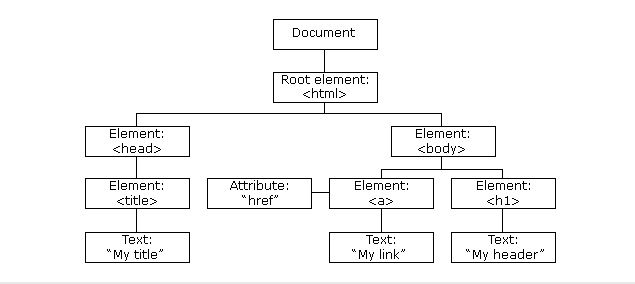 Document
Root element:
<html>
Element:
<head>
Element:
<body>
Element:
<title>
Attribute:
“href”
Element:
<a>
Element:
<h1>
Text:
“My title”
Text:
“My link”
Text:
“My header”